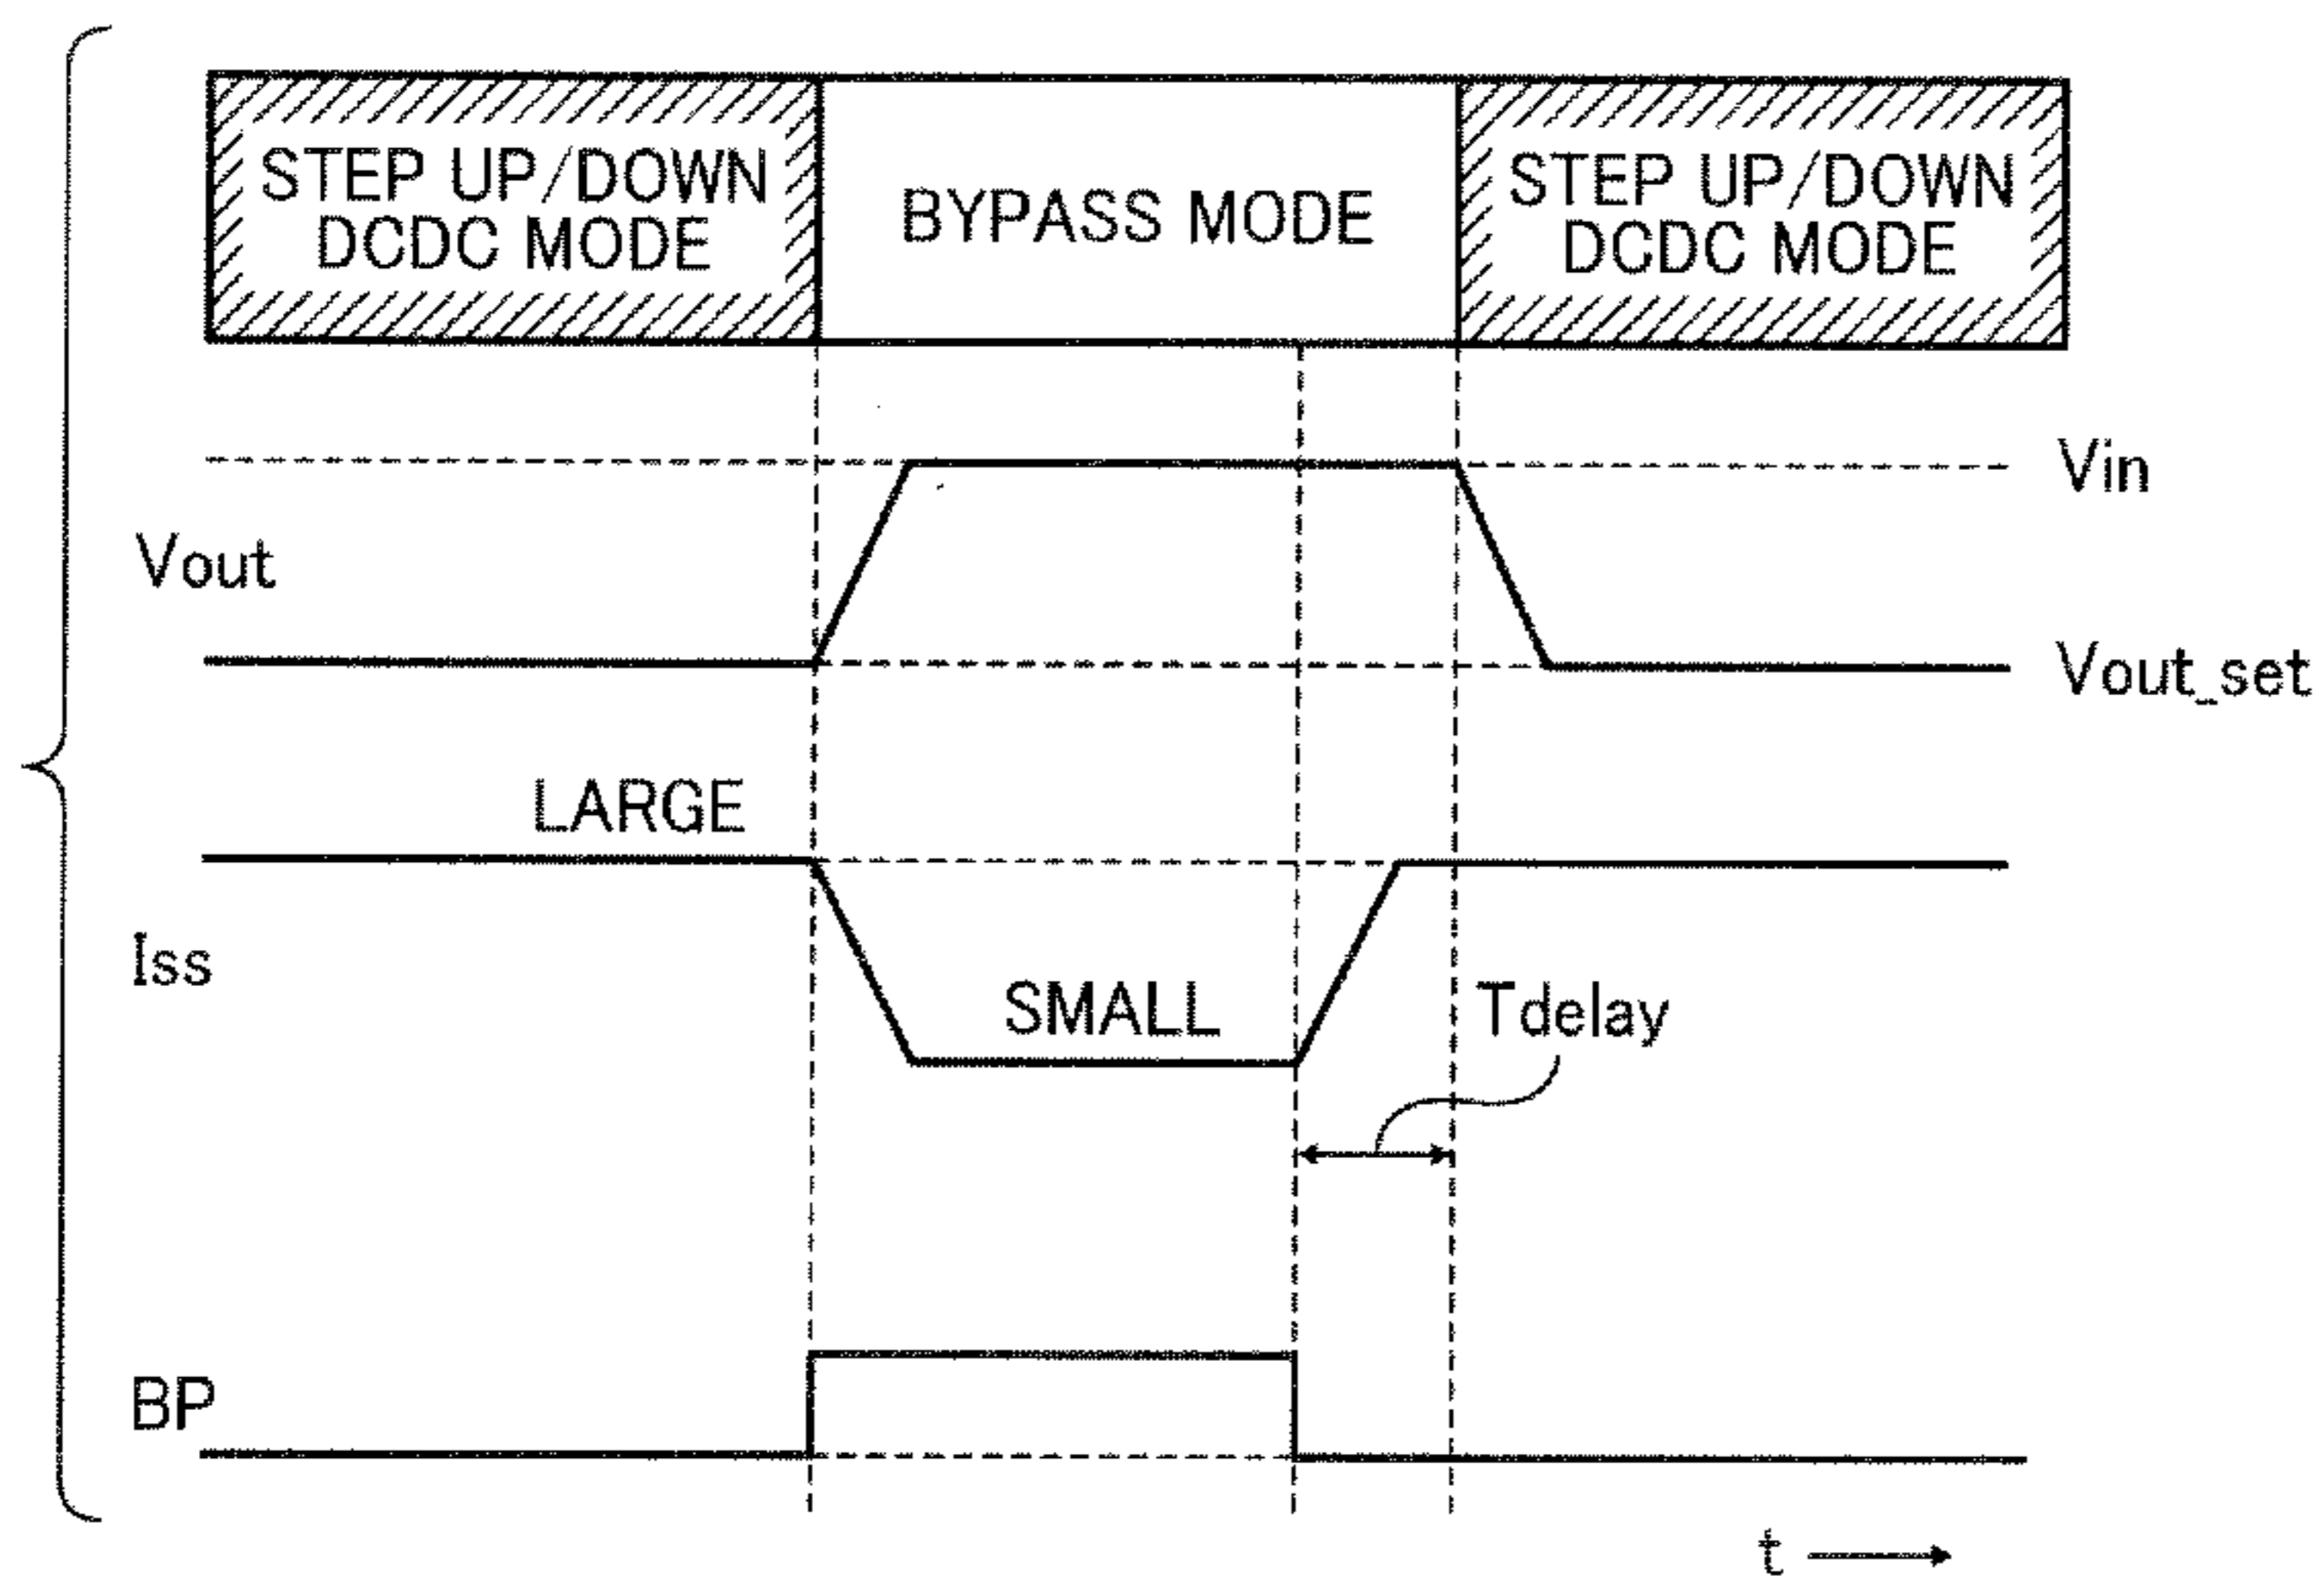 STEP UP/DOWN
DCDC MODE
BYPASS MODE
STEP UP/DOWN
DCDC MODE
Vin
Vout
Vout_set
LARGE
Iss
SMALL
Tdelay
BP
t